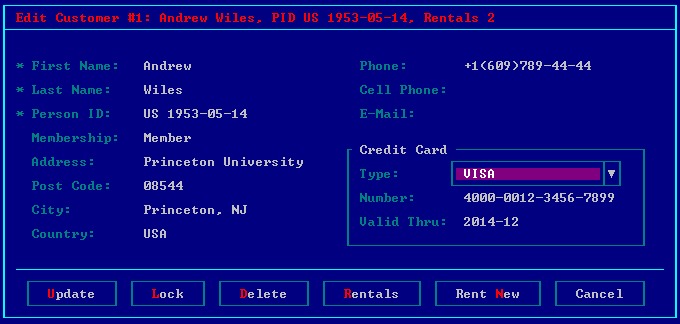 Edit Customer #1: Andrew Wiles, PID US 1953-05-14, Rentals 2
* First Name: Andrew
* Last Name: Wiles
* Person ID: US 1953-05-14
Membership: Member
Address: Princeton University
Post Code: 08544
City: Princeton, NJ
Country: USA
Phone: +1(609)789-44-44
Cell Phone:
E-Mail:
Credit Card
Type: VISA ▼
Number: 4000-0012-3456-7899
Valid Thru: 2014-12
Update Lock Delete Rentals Rent New Cancel